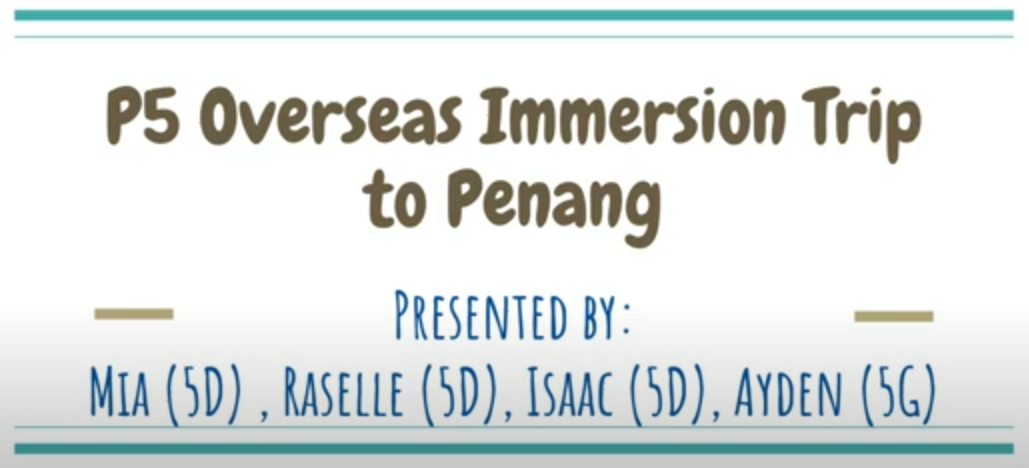 P5 Overseas Immersion Trip
to Penang
Presented by:
Mia (5D) , Raselle (5D), Isaac (5D), Ayden (5G)